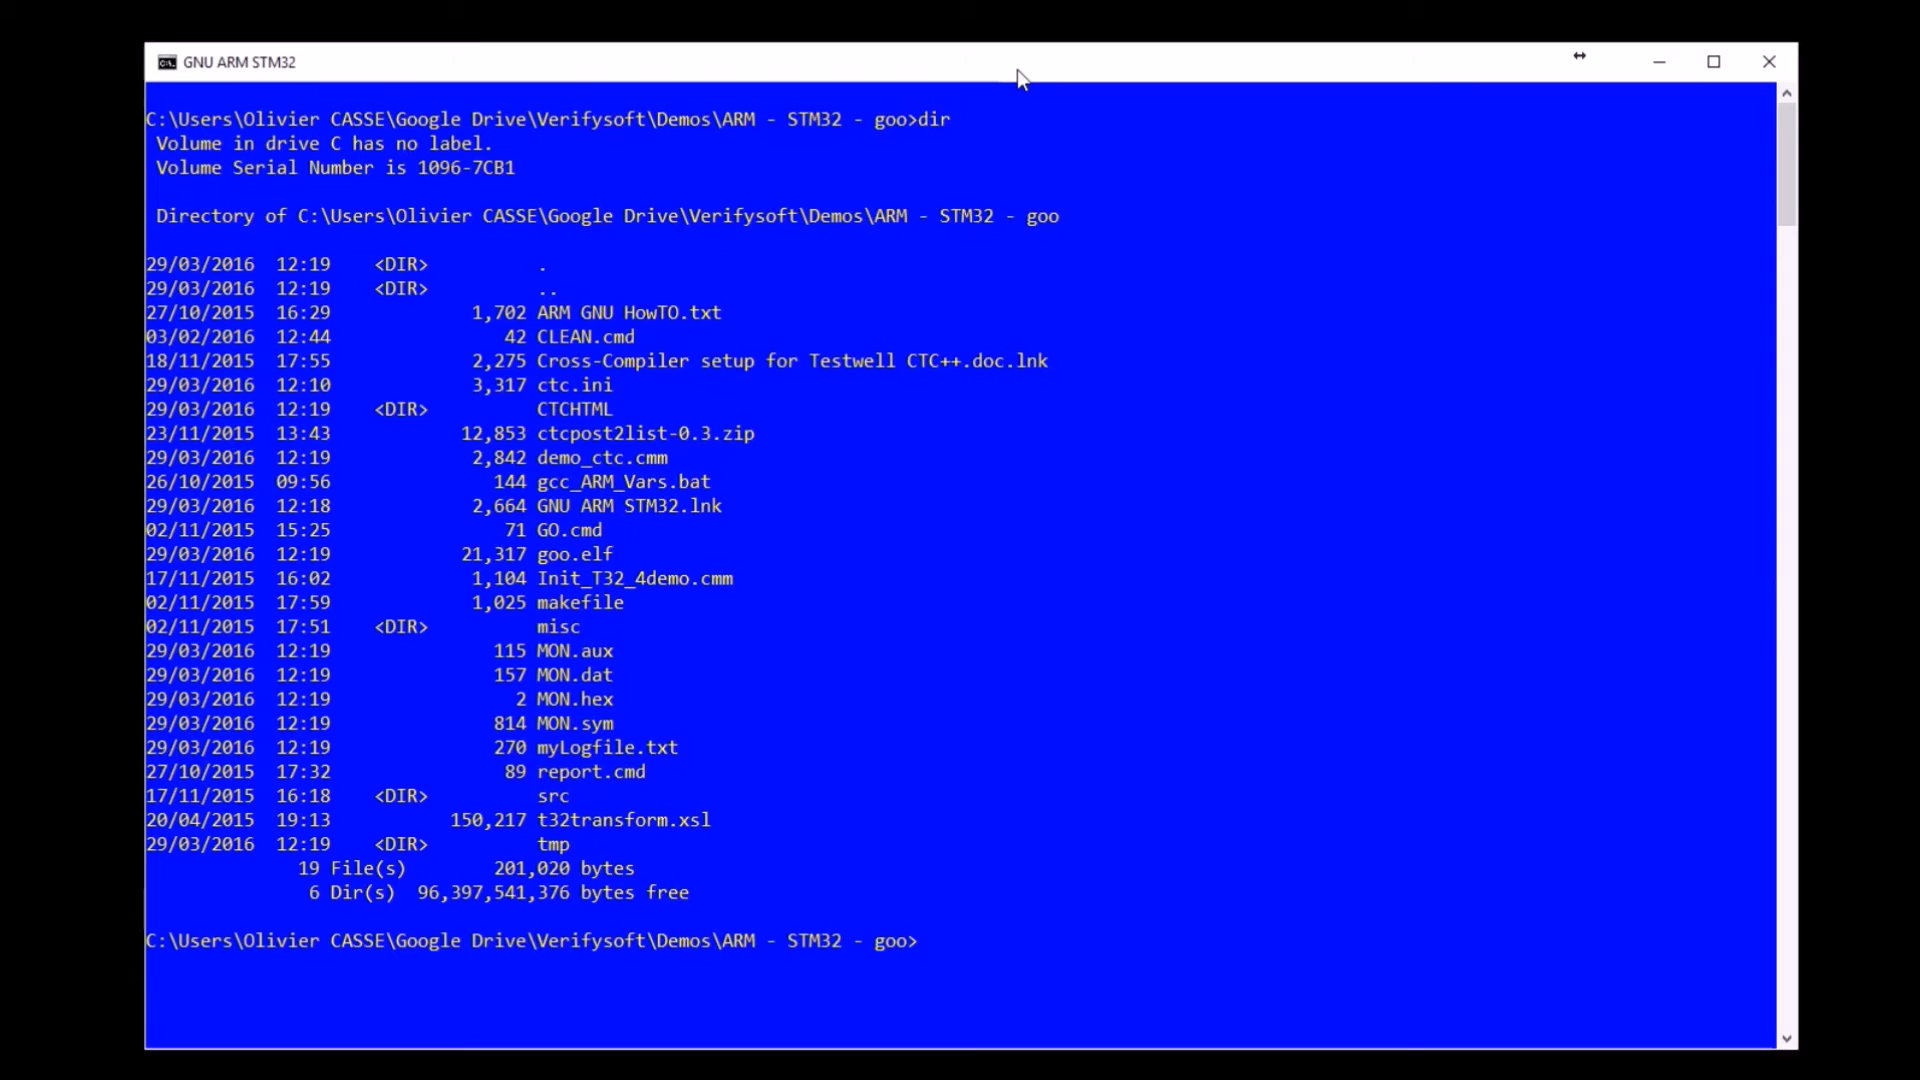 GNU ARM STM32
C:\Users\Olivier CASSE\Google Drive\Verifysoft\Demos\ARM - STM32 - goo>dir
Volume in drive C has no label.
Volume Serial Number is 1096-7CB1
Directory of C:\Users\Olivier CASSE\Google Drive\Verifysoft\Demos\ARM - STM32 - goo
29/03/2016 12:19 <DIR> .
29/03/2016 12:19 <DIR> ..
27/10/2015 16:29 1,702 ARM GNU HowTO.txt
03/02/2016 12:44 42 CLEAN.cmd
18/11/2015 17:55 2,275 Cross-Compiler setup for Testwell CTC++.doc.lnk
29/03/2016 12:10 3,317 ctc.ini
29/03/2016 12:19 <DIR> CTCHTML
23/11/2015 13:43 12,853 ctcpost2list-0.3.zip
29/03/2016 12:19 2,842 demo_ctc.cmm
26/10/2015 09:56 144 gcc_ARM_Vars.bat
29/03/2016 12:18 2,664 GNU ARM STM32.lnk
02/11/2015 15:25 71 GO.cmd
29/03/2016 12:19 21,317 goo.elf
17/11/2015 16:02 1,104 Init_T32_4demo.cmm
02/11/2015 17:59 1,025 makefile
02/11/2015 17:51 <DIR> misc
29/03/2016 12:19 115 MON.aux
29/03/2016 12:19 157 MON.dat
29/03/2016 12:19 2 MON.hex
29/03/2016 12:19 814 MON.sym
29/03/2016 12:19 270 myLogfile.txt
27/10/2015 17:32 89 report.cmd
17/11/2015 16:18 <DIR> src
20/04/2015 19:13 150,217 t32transform.xsl
29/03/2016 12:19 <DIR> tmp
19 File(s) 201,020 bytes
6 Dir(s) 96,397,541,376 bytes free
C:\Users\Olivier CASSE\Google Drive\Verifysoft\Demos\ARM - STM32 - goo>